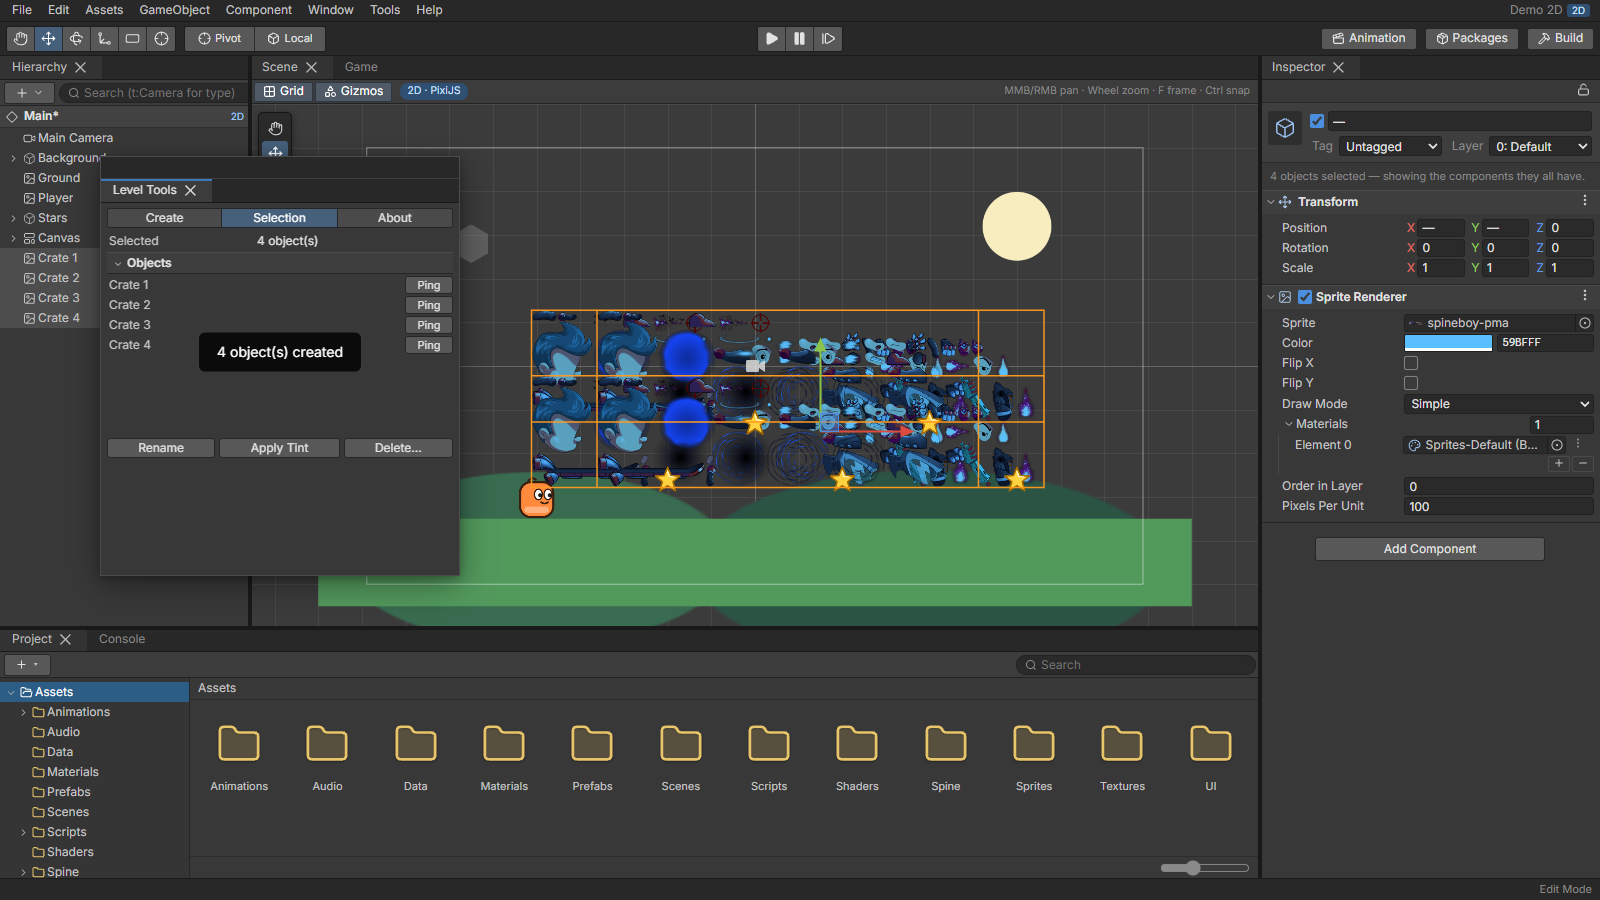 File Edit Assets GameObject Component Window Tools Help
Demo 2D 2D
Pivot Local
Animation Packages Build
Hierarchy
Scene Game
Inspector
Search (t:Camera for type)
Grid Gizmos 2D · PixiJS
MMB/RMB pan · Wheel zoom · F frame · Ctrl snap
Main* 2D
Main Camera
Background
Ground
Player
Stars
Canvas
Crate 1
Crate 2
Crate 3
Crate 4
Level Tools
Create Selection About
Selected 4 object(s)
Objects
Crate 1 Ping
Crate 2 Ping
Crate 3 Ping
Crate 4 Ping
4 object(s) created
Rename Apply Tint Delete...
—
Tag Untagged Layer 0: Default
4 objects selected — showing the components they all have.
Transform
Position X — Y — Z 0
Rotation X 0 Y 0 Z 0
Scale X 1 Y 1 Z 1
Sprite Renderer
Sprite spineboy-pma
Color 59BFFF
Flip X
Flip Y
Draw Mode Simple
Materials 1
Element 0 Sprites-Default (B...
Order in Layer 0
Pixels Per Unit 100
Add Component
Project Console
Search
Assets
Animations
Audio
Data
Materials
Prefabs
Scenes
Scripts
Shaders
Spine
Assets
Animations Audio Data Materials Prefabs Scenes Scripts Shaders Spine Sprites Textures UI
Edit Mode